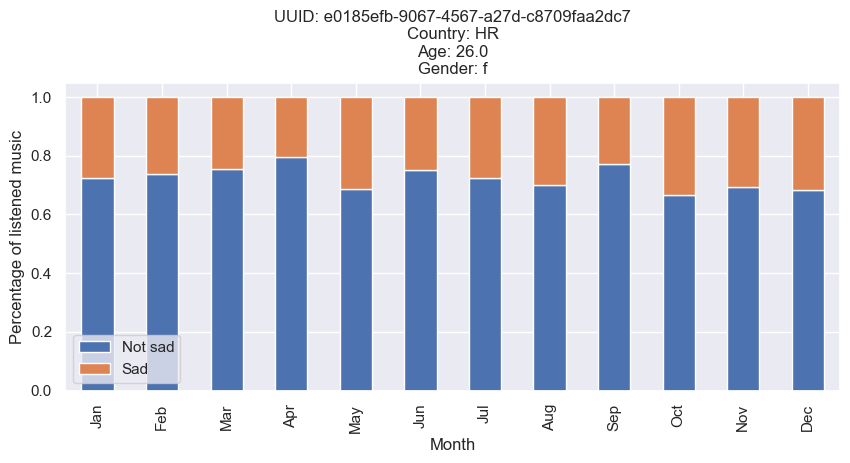 UUID: e0185efb-9067-4567-a27d-c8709faa2dc7
Country: HR
Age: 26.0
Gender: f
Percentage of listened music
1.0
0.8
0.6
0.4
0.2
0.0
Not sad
Sad
Jan
Feb
Mar
Apr
May
Jun
Jul
Aug
Sep
Oct
Nov
Dec
Month